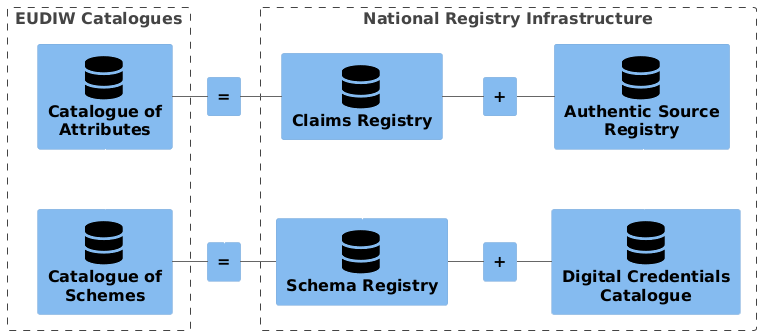 EUDIW Catalogues
National Registry Infrastructure
Catalogue of
Attributes
=
Claims Registry
+
Authentic Source
Registry
Catalogue of
Schemes
=
Schema Registry
+
Digital Credentials
Catalogue